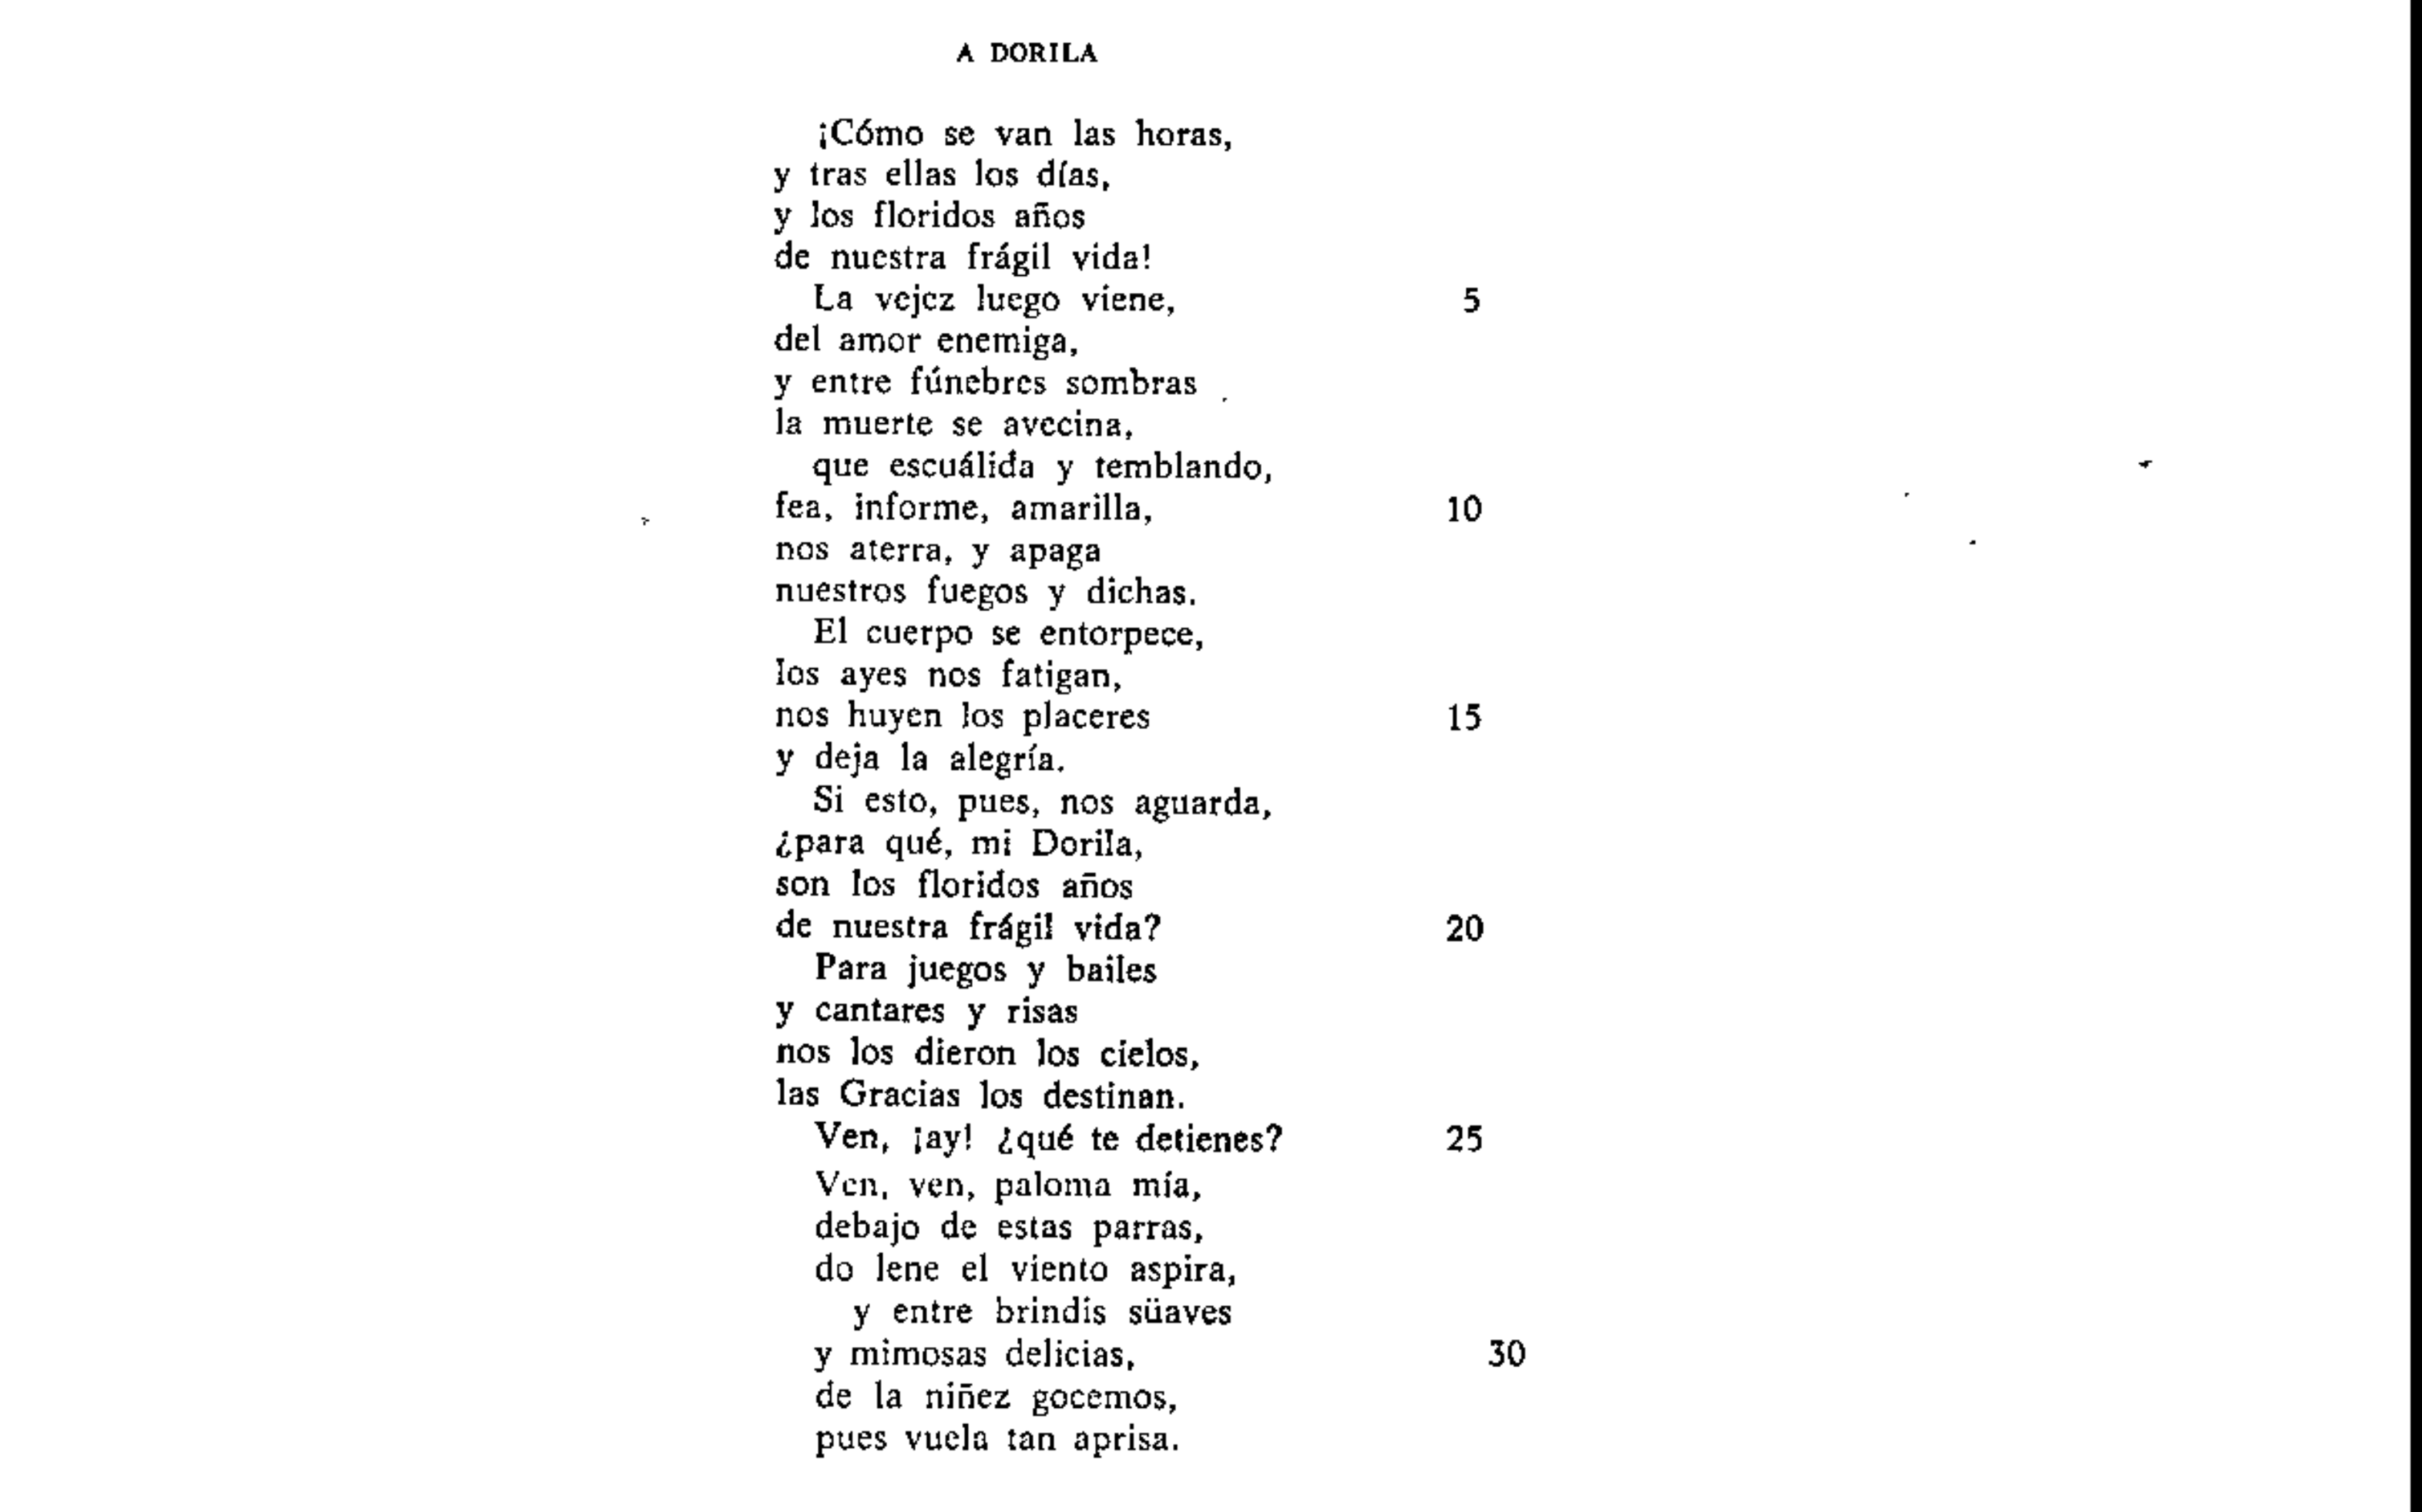 A DORILA
¡Cómo se van las horas,
y tras ellas los días,
y los floridos años
de nuestra frágil vida!
La vejez luego viene, 5
del amor enemiga,
y entre fúnebres sombras
la muerte se avecina,
que escuálida y temblando,
fea, informe, amarilla, 10
nos aterra, y apaga
nuestros fuegos y dichas.
El cuerpo se entorpece,
los ayes nos fatigan,
nos huyen los placeres 15
y deja la alegría.
Si esto, pues, nos aguarda,
¿para qué, mi Dorila,
son los floridos años
de nuestra frágil vida? 20
Para juegos y bailes
y cantares y risas
nos los dieron los cielos,
las Gracias los destinan.
Ven, ¡ay! ¿qué te detienes? 25
Ven, ven, paloma mía,
debajo de estas parras,
do lene el viento aspira,
y entre brindis süaves
y mimosas delicias, 30
de la niñez gocemos,
pues vuela tan aprisa.